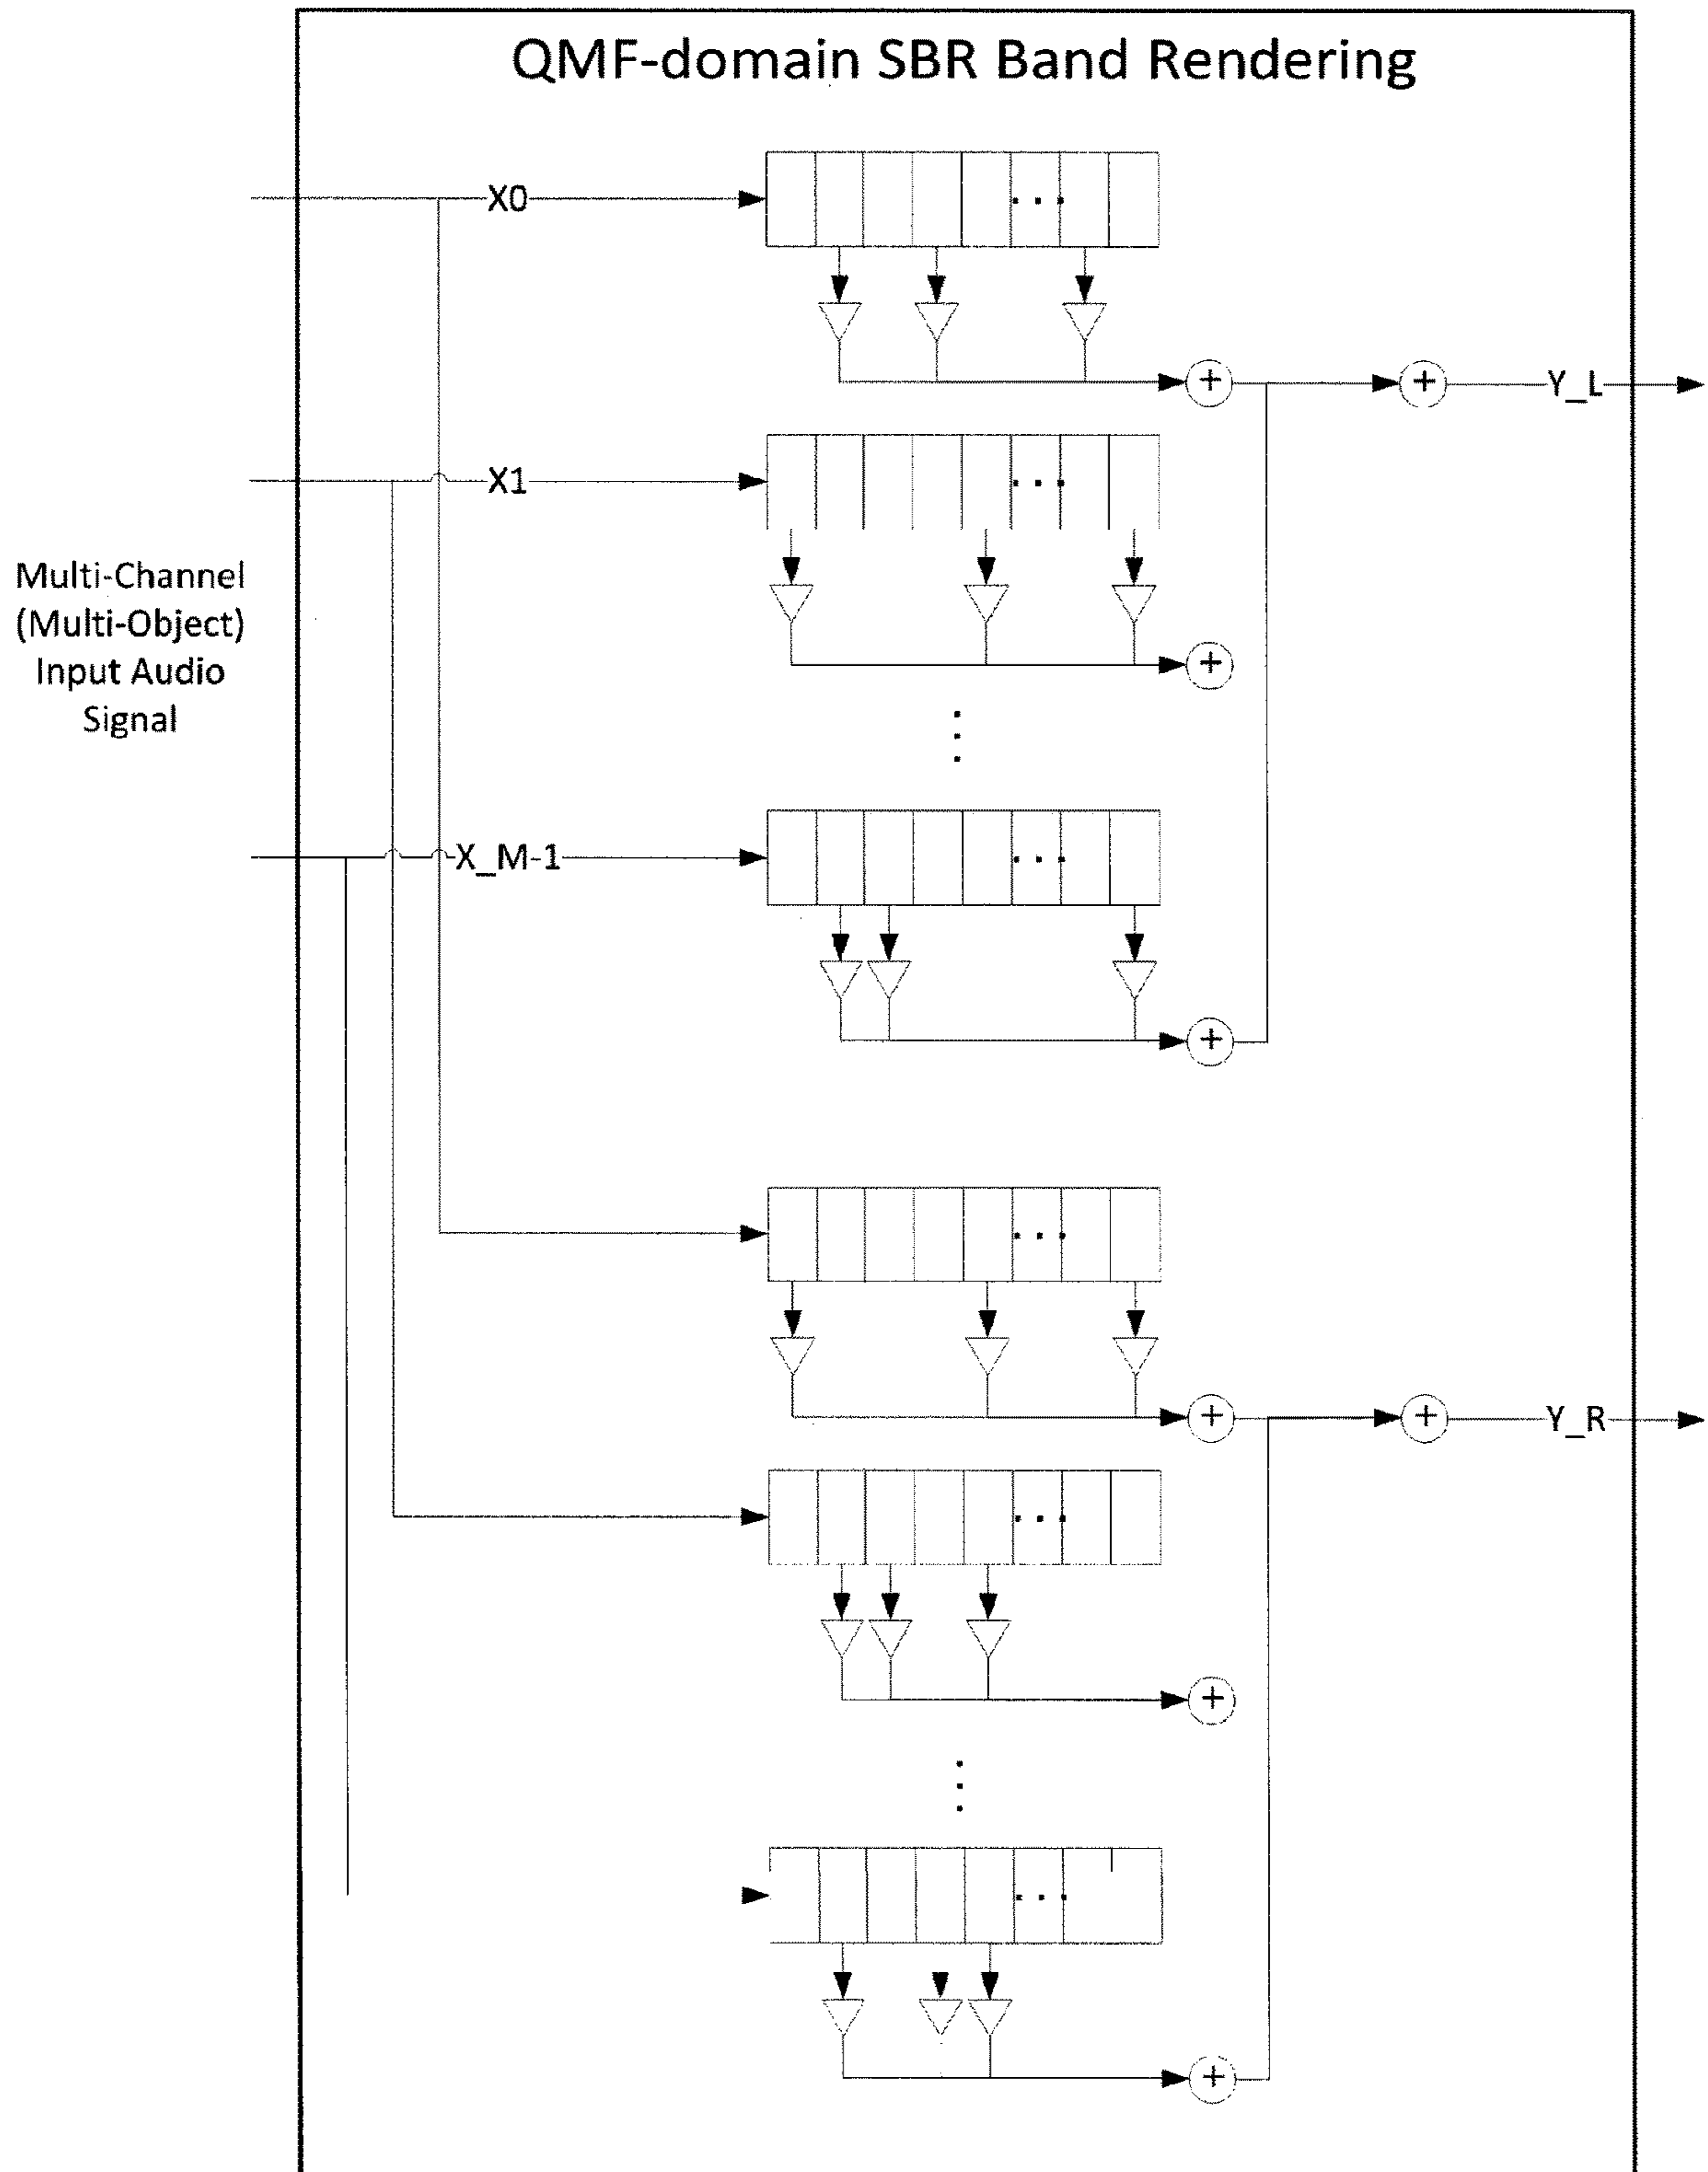 QMF-domain SBR Band Rendering
X0
Y_L
X1
Multi-Channel
(Multi-Object)
Input Audio
Signal
X_M-1
Y_R